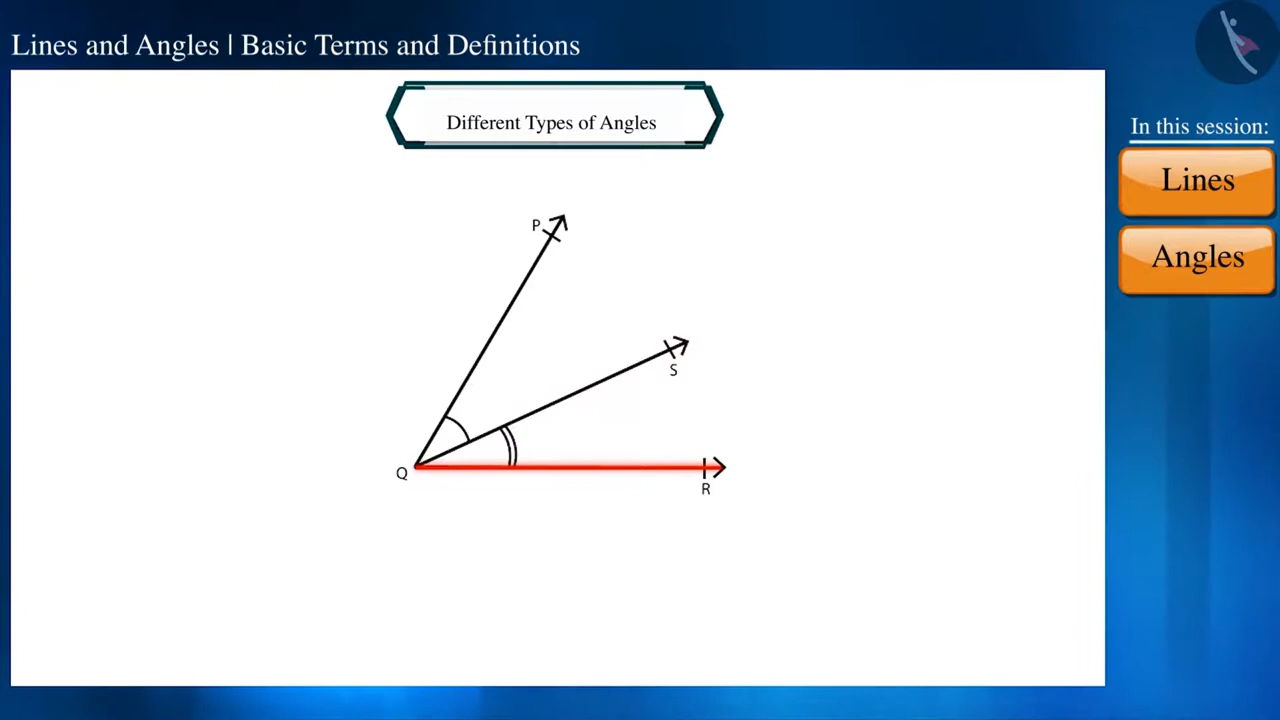 Lines and Angles | Basic Terms and Definitions
In this session:
Lines
Angles
Different Types of Angles
P
S
Q
R